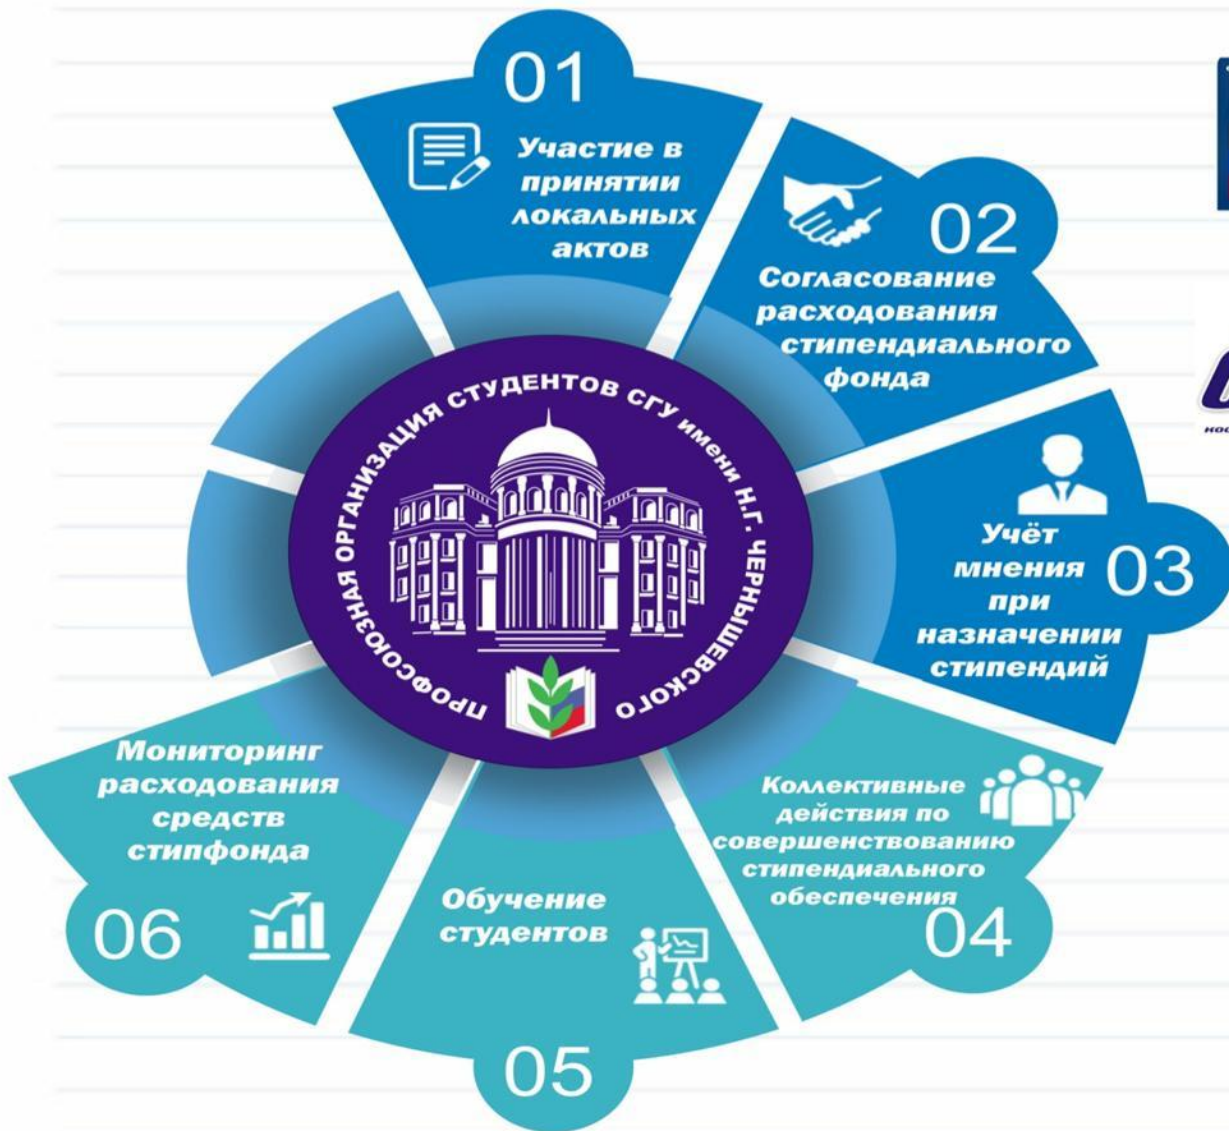 01
Участие в
принятии
локальных
актов
02
Согласование
расходования
стипендиального
фонда
03
Учёт
мнения
при
назначении
стипендий
04
Коллективные
действия по
совершенствованию
стипендиального
обеспечения
05
Обучение
студентов
06
Мониторинг
расходования
средств
стипфонда
ПРОФСОЮЗНАЯ ОРГАНИЗАЦИЯ СТУДЕНТОВ СГУ имени Н.Г. ЧЕРНЫШЕВСКОГО